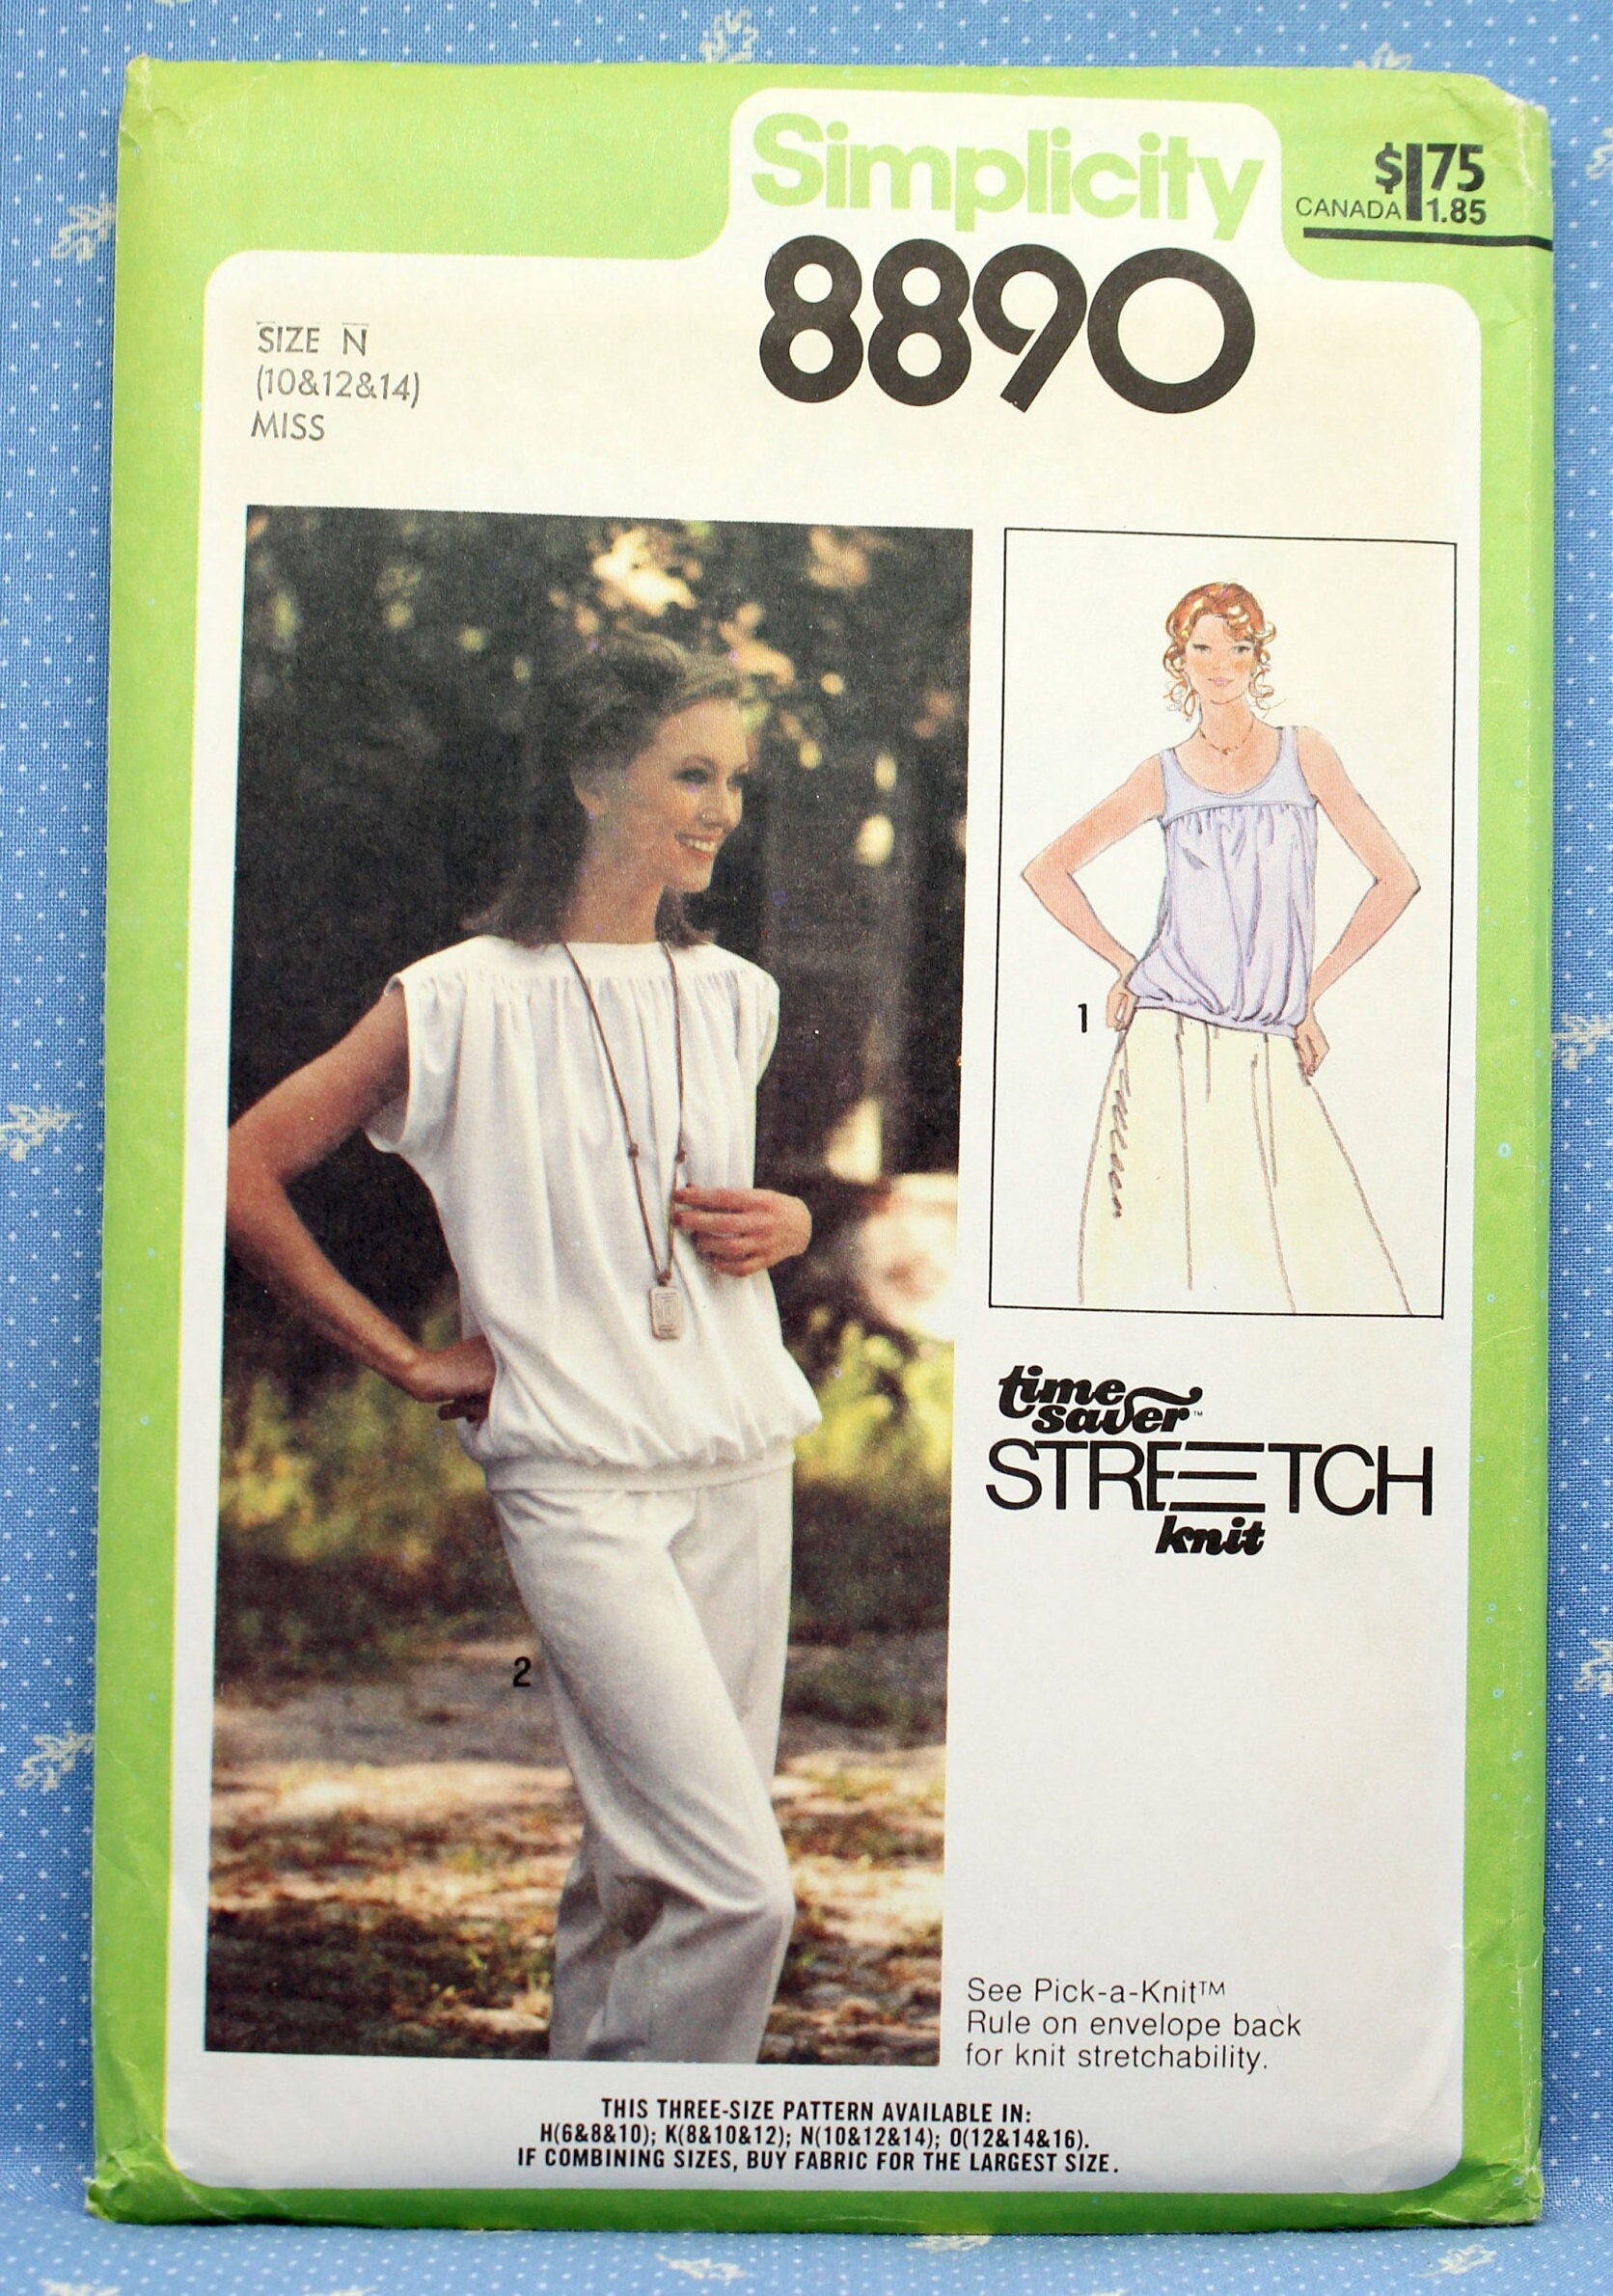 Simplicity
$1.75
CANADA 1.85
8890
SIZE N
(10&12&14)
MISS
1
2
time
saver™
STRETCH
knit
See Pick-a-Knit™
Rule on envelope back
for knit stretchability.
THIS THREE-SIZE PATTERN AVAILABLE IN:
H(6&8&10); K(8&10&12); N(10&12&14); O(12&14&16).
IF COMBINING SIZES, BUY FABRIC FOR THE LARGEST SIZE.